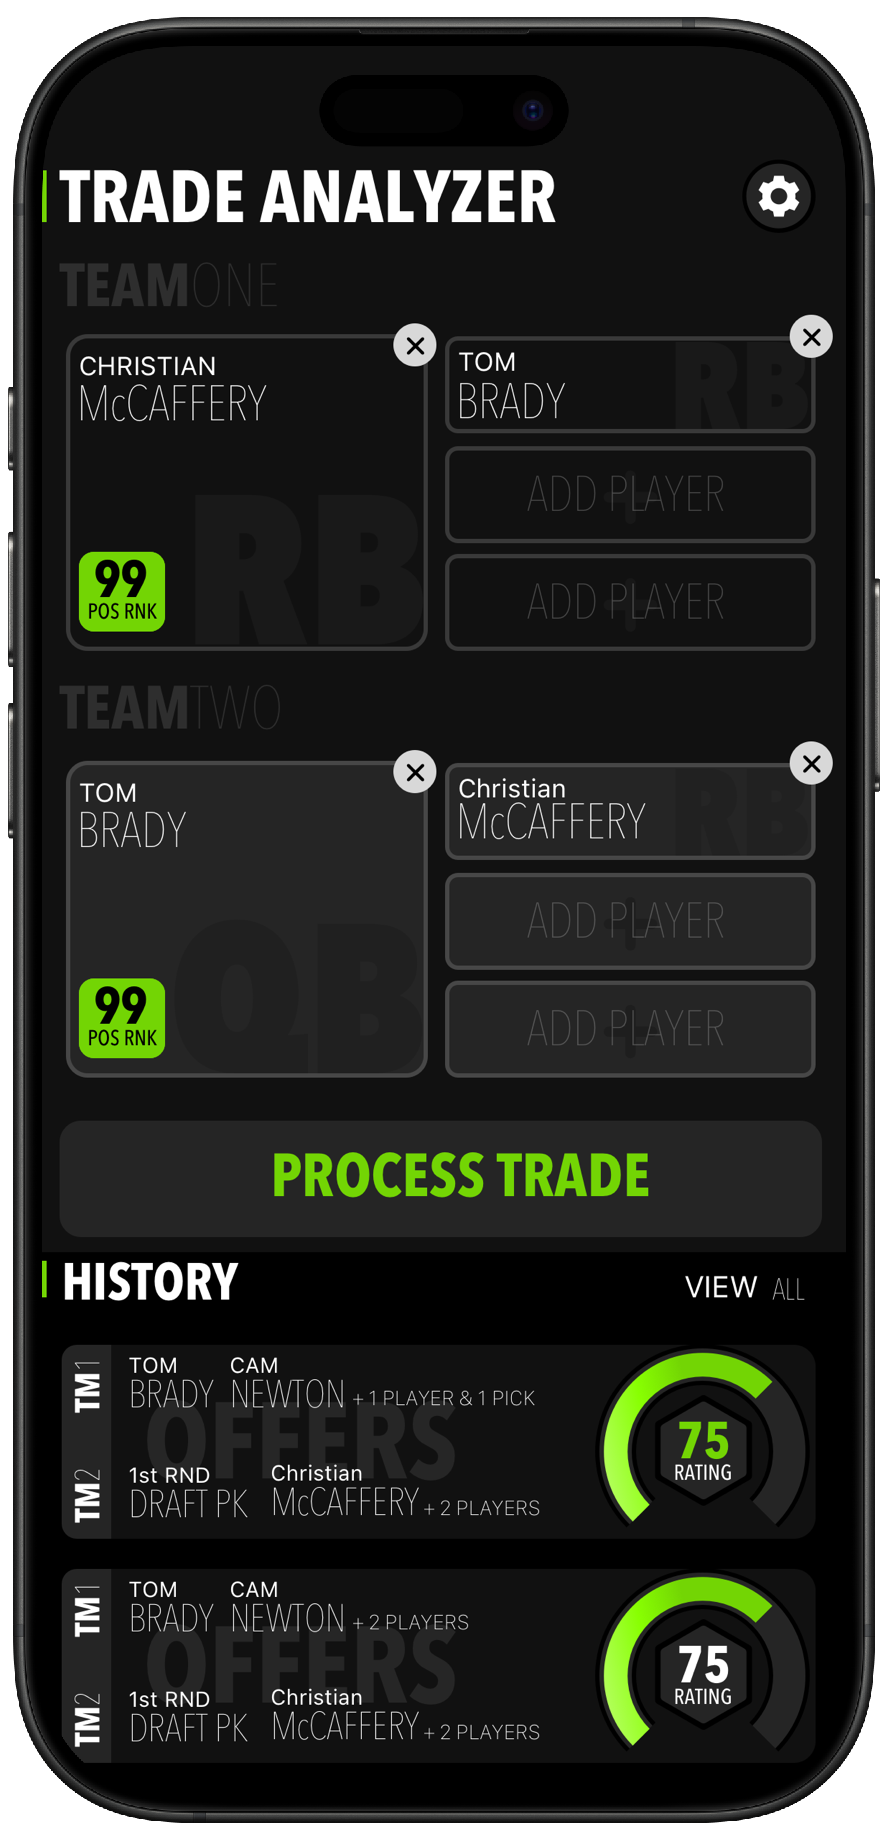 TRADE ANALYZER
TEAMONE
CHRISTIAN
McCAFFERY
RB
99
POS RNK
TOM
BRADY
RB
ADD PLAYER
ADD PLAYER
TEAMTWO
TOM
BRADY
QB
99
POS RNK
Christian
McCAFFERY
RB
ADD PLAYER
ADD PLAYER
PROCESS TRADE
HISTORY
VIEW ALL
TM1
TOM CAM
BRADY NEWTON + 1 PLAYER & 1 PICK
OFFERS
TM2
1st RND Christian
DRAFT PK McCAFFERY + 2 PLAYERS
75
RATING
TM1
TOM CAM
BRADY NEWTON + 2 PLAYERS
OFFERS
TM2
1st RND Christian
DRAFT PK McCAFFERY + 2 PLAYERS
75
RATING